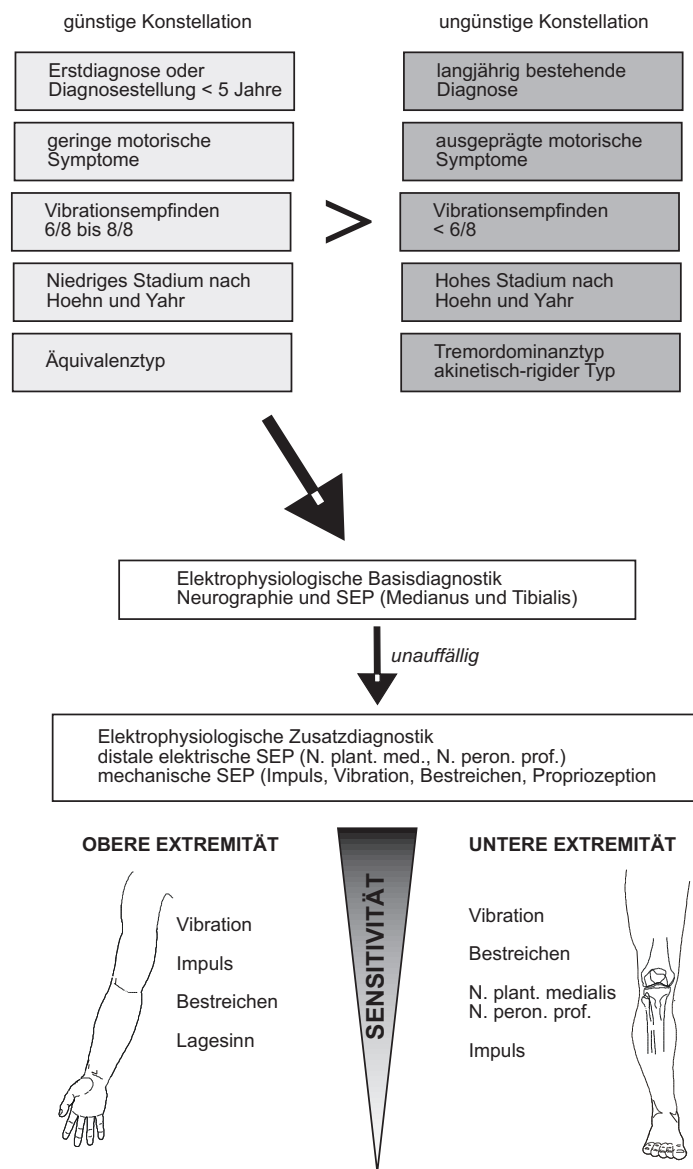 günstige Konstellation
ungünstige Konstellation
Erstdiagnose oder
Diagnosestellung < 5 Jahre
langjährig bestehende
Diagnose
geringe motorische
Symptome
ausgeprägte motorische
Symptome
Vibrationsempfinden
6/8 bis 8/8
>
Vibrationsempfinden
< 6/8
Niedriges Stadium nach
Hoehn und Yahr
Hohes Stadium nach
Hoehn und Yahr
Äquivalenztyp
Tremordominanztyp
akinetisch-rigider Typ
Elektrophysiologische Basisdiagnostik
Neurographie und SEP (Medianus und Tibialis)
unauffällig
Elektrophysiologische Zusatzdiagnostik
distale elektrische SEP (N. plant. med., N. peron. prof.)
mechanische SEP (Impuls, Vibration, Bestreichen, Propriozeption
OBERE EXTREMITÄT
Vibration
Impuls
Bestreichen
Lagesinn
SENSITIVITÄT
UNTERE EXTREMITÄT
Vibration
Bestreichen
N. plant. medialis
N. peron. prof.
Impuls